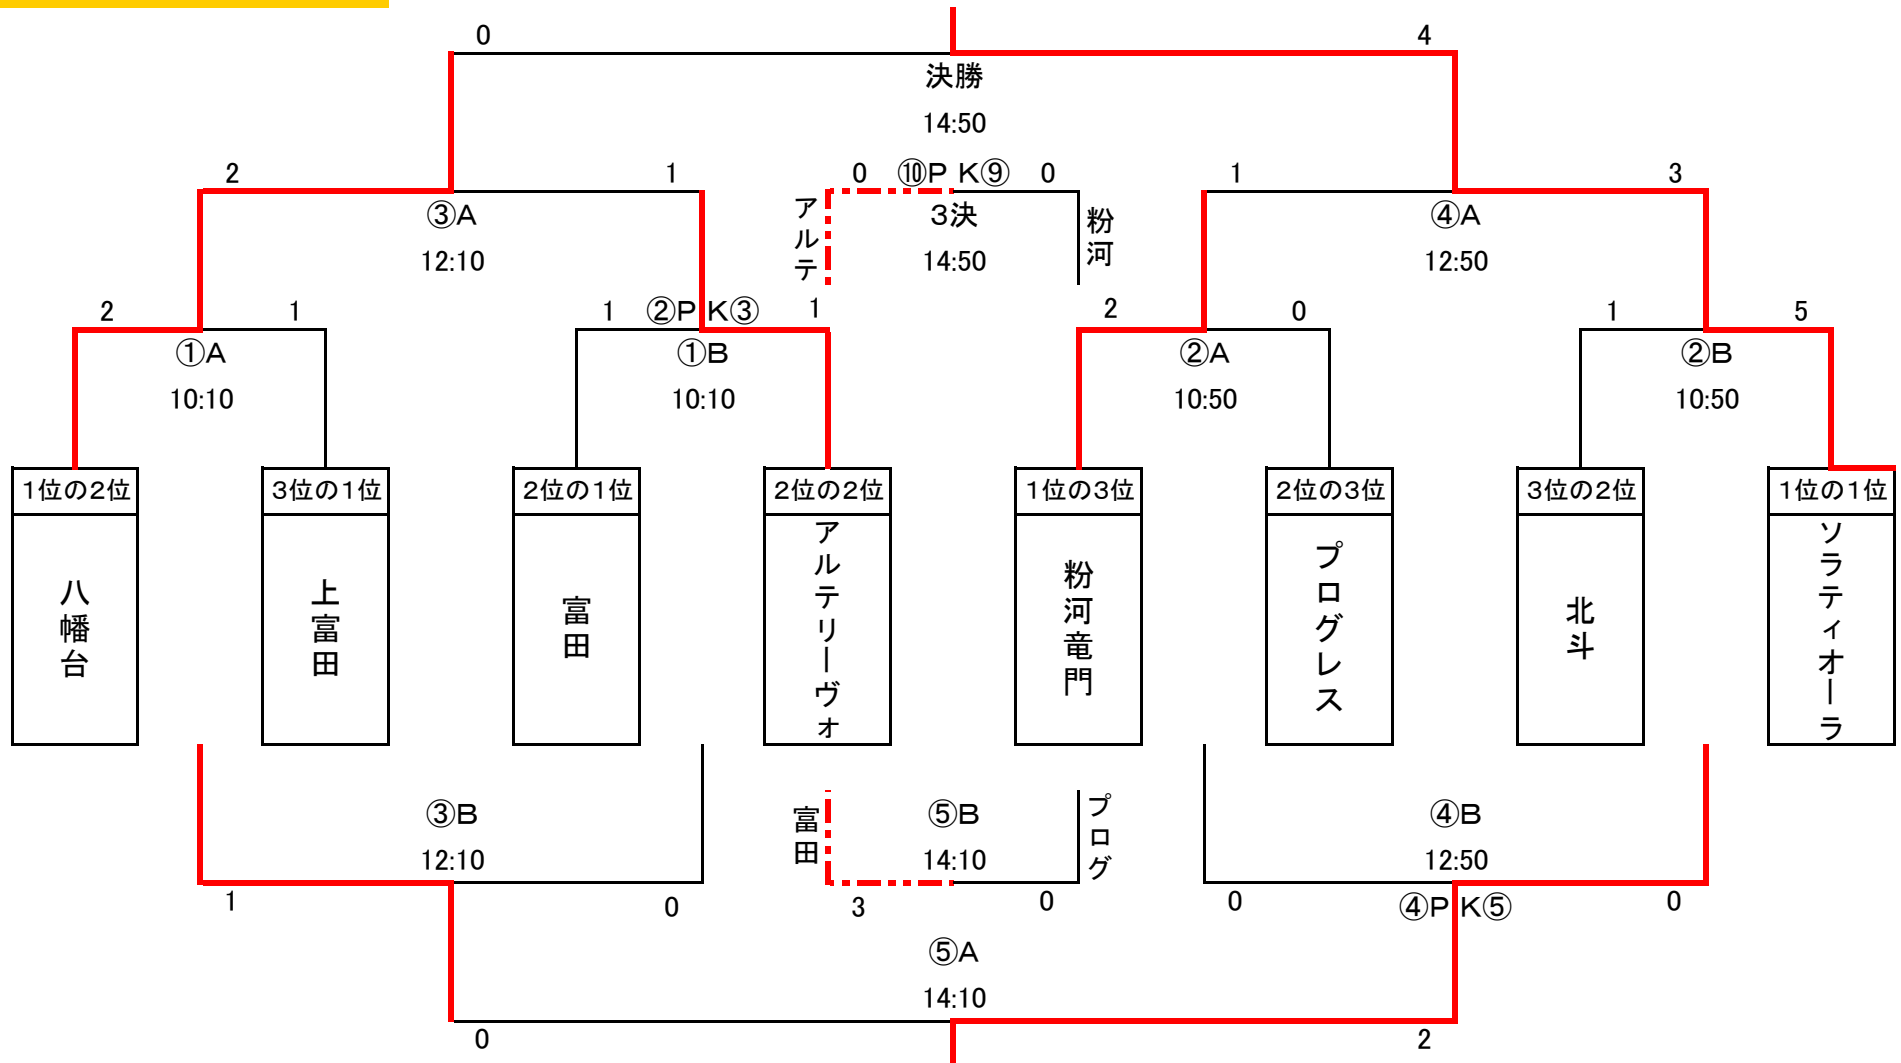 0 4
決勝
14:50
2 1 0 ⑩P K⑨ 0 1 3
③A アルテ 3決 粉河 ④A
12:10 14:50 12:50
2 1 1 ②P K③ 1 2 0 1 5
①A ①B ②A ②B
10:10 10:10 10:50 10:50
1位の2位 3位の1位 2位の1位 2位の2位 1位の3位 2位の3位 3位の2位 1位の1位
八幡台
上富田
富田
アルテリーヴォ
粉河竜門
プログレス
北斗
ソラティオーラ
③B 富田 ⑤B プログ ④B
12:10 14:10 12:50
1 0 3 0 0 ④P K⑤ 0
⑤A
14:10
0 2